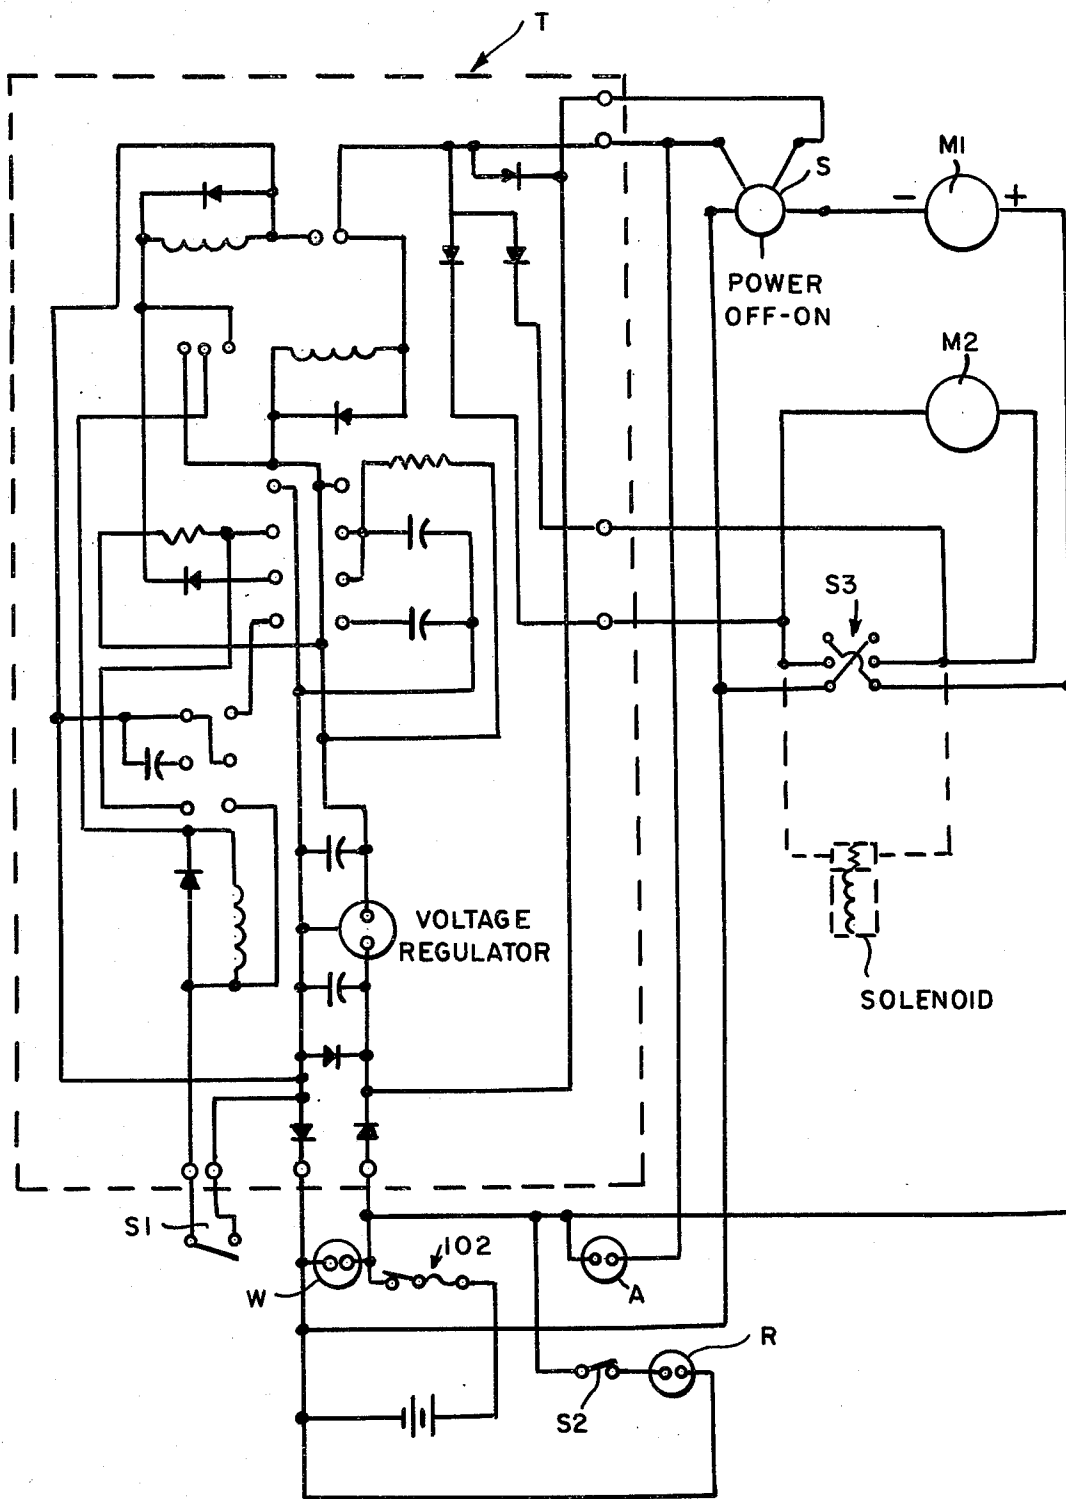 T
M1
S
- +
POWER
OFF-ON
M2
S3
VOLTAGE
REGULATOR
SOLENOID
S1
102
W
A
R
S2